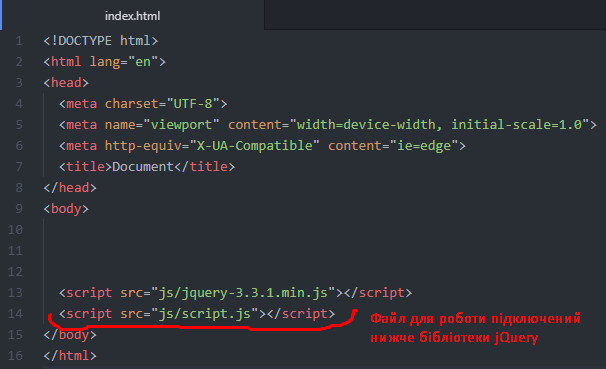 index.html
1 <!DOCTYPE html>
2 <html lang="en">
3 <head>
4 <meta charset="UTF-8">
5 <meta name="viewport" content="width=device-width, initial-scale=1.0">
6 <meta http-equiv="X-UA-Compatible" content="ie=edge">
7 <title>Document</title>
8 </head>
9 <body>
10
11
12
13 <script src="js/jquery-3.3.1.min.js"></script>
14 <script src="js/script.js"></script>
Файл для роботи підключений
нижче бібліотеки jQuery
15 </body>
16 </html>